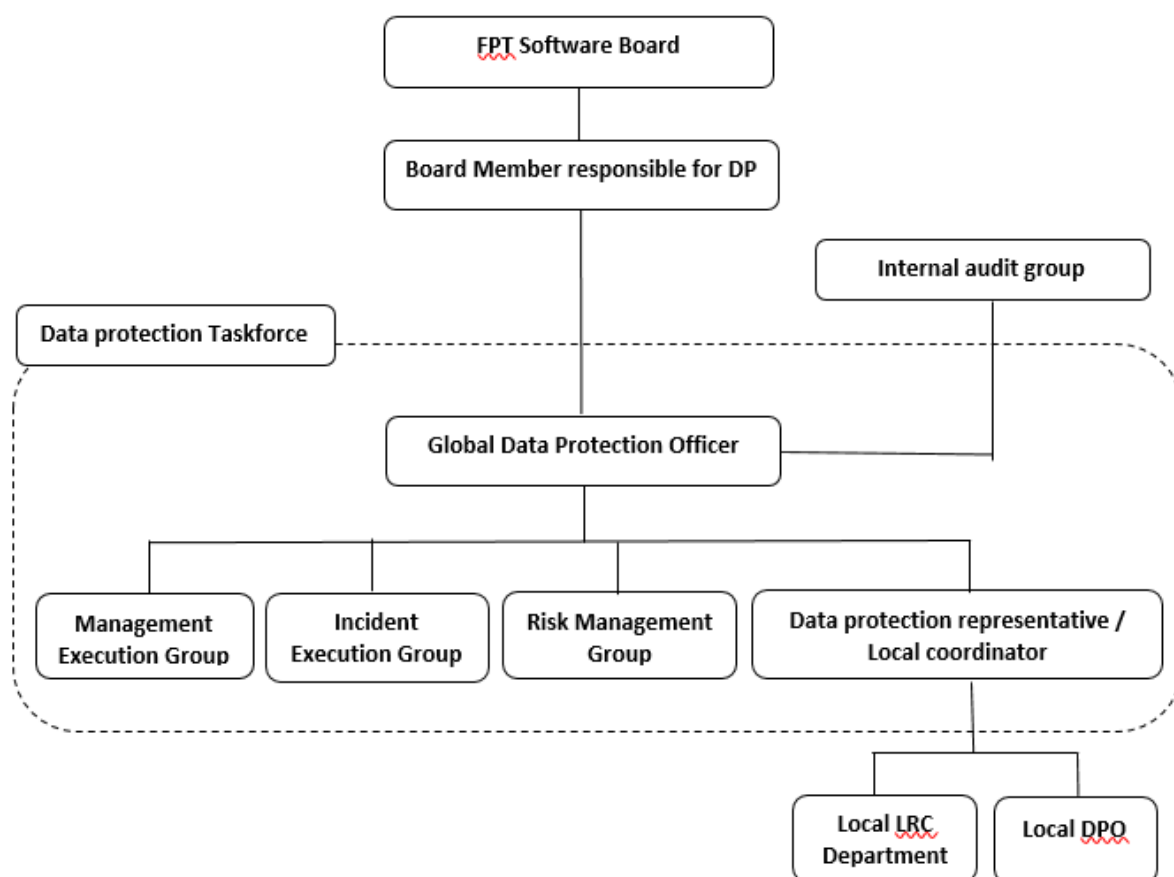 FPT Software Board
Board Member responsible for DP
Internal audit group
Data protection Taskforce
Global Data Protection Officer
Management
Execution Group
Incident
Execution Group
Risk Management
Group
Data protection representative /
Local coordinator
Local LRC
Department
Local DPO